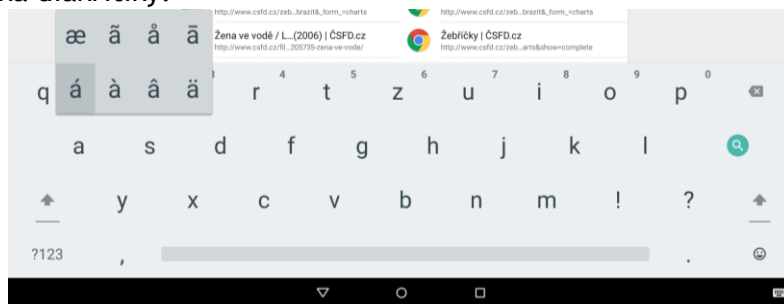 http://www.csfd.cz/zeb…brazit&_form_=charts http://www.csfd.cz/zeb…brazit&_form_=charts
Žena ve vodě / L…(2006) | ČSFD.cz Žebříčky | ČSFD.cz
http://www.csfd.cz/fil…205735-zena-ve-vode/ http://www.csfd.cz/zeb…arts&show=complete
æ ã å ā
á à â ä
3 4 5 6 7 8 9 0
q r t z u i o p
a s d f g h j k l
y x c v b n m ! ?
?123 , .